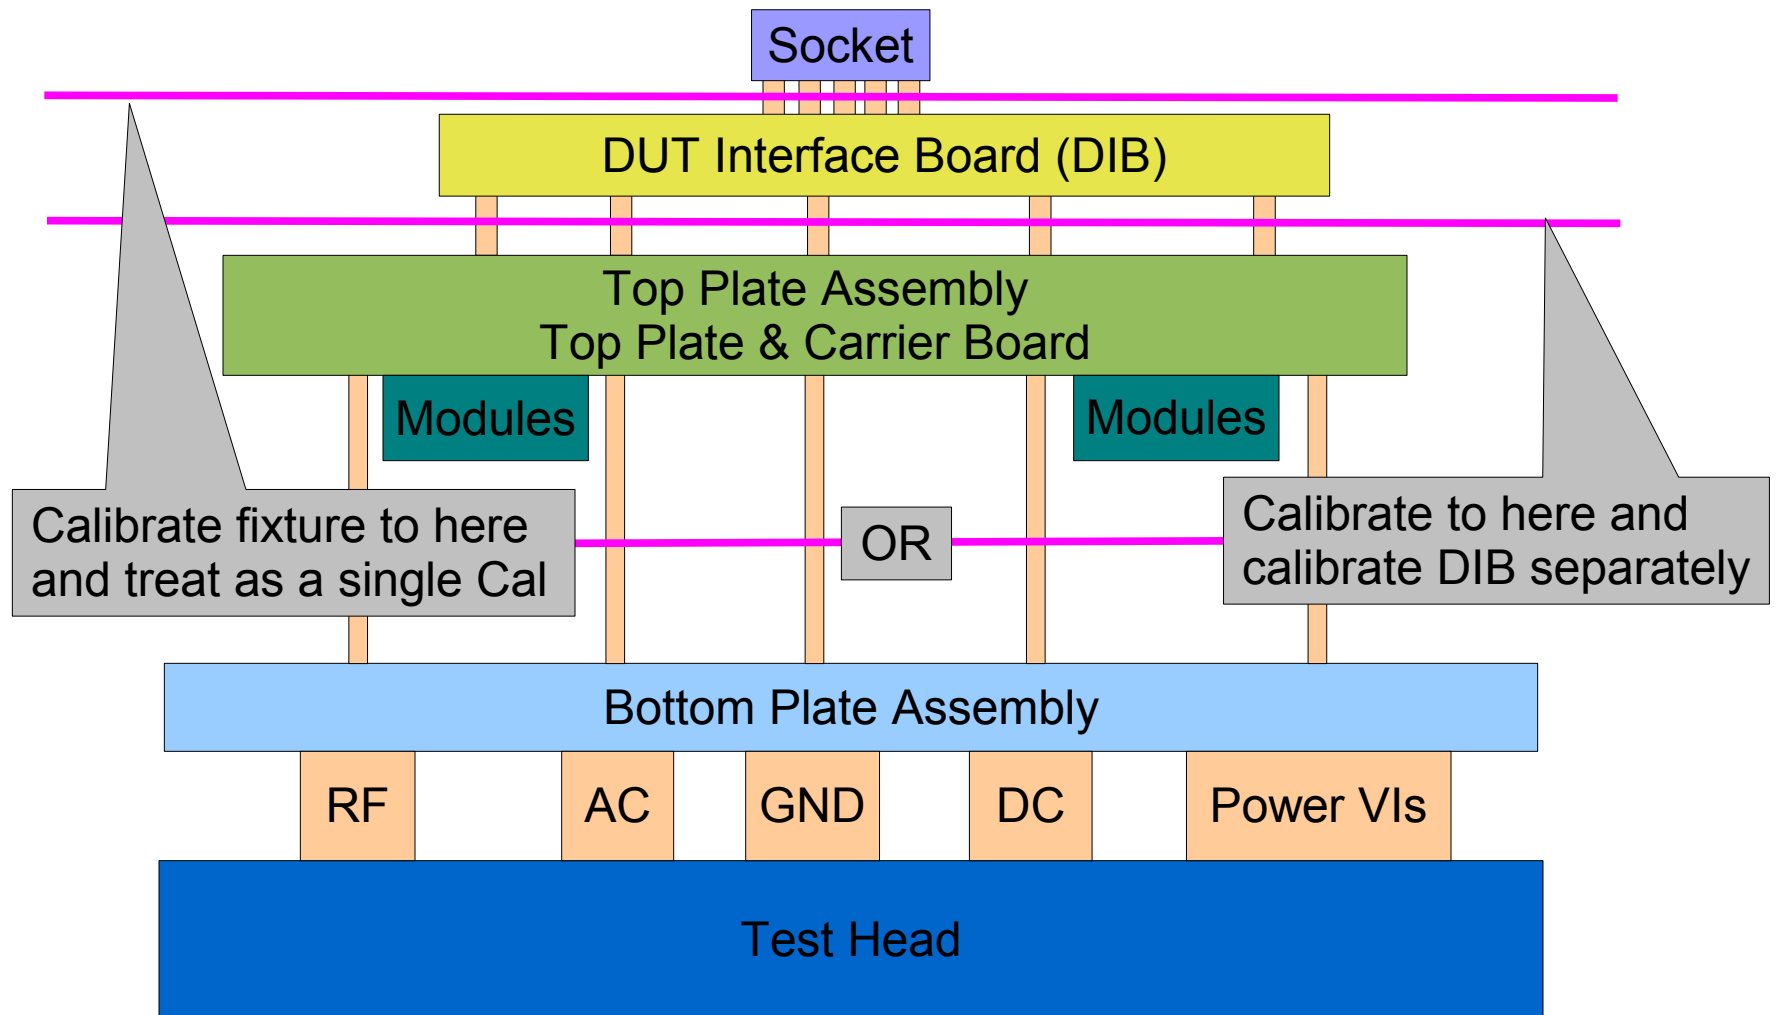 Socket
DUT Interface Board (DIB)
Top Plate Assembly
Top Plate & Carrier Board
Modules
Modules
Calibrate fixture to here
and treat as a single Cal
OR
Calibrate to here and
calibrate DIB separately
Bottom Plate Assembly
RF
AC
GND
DC
Power VIs
Test Head